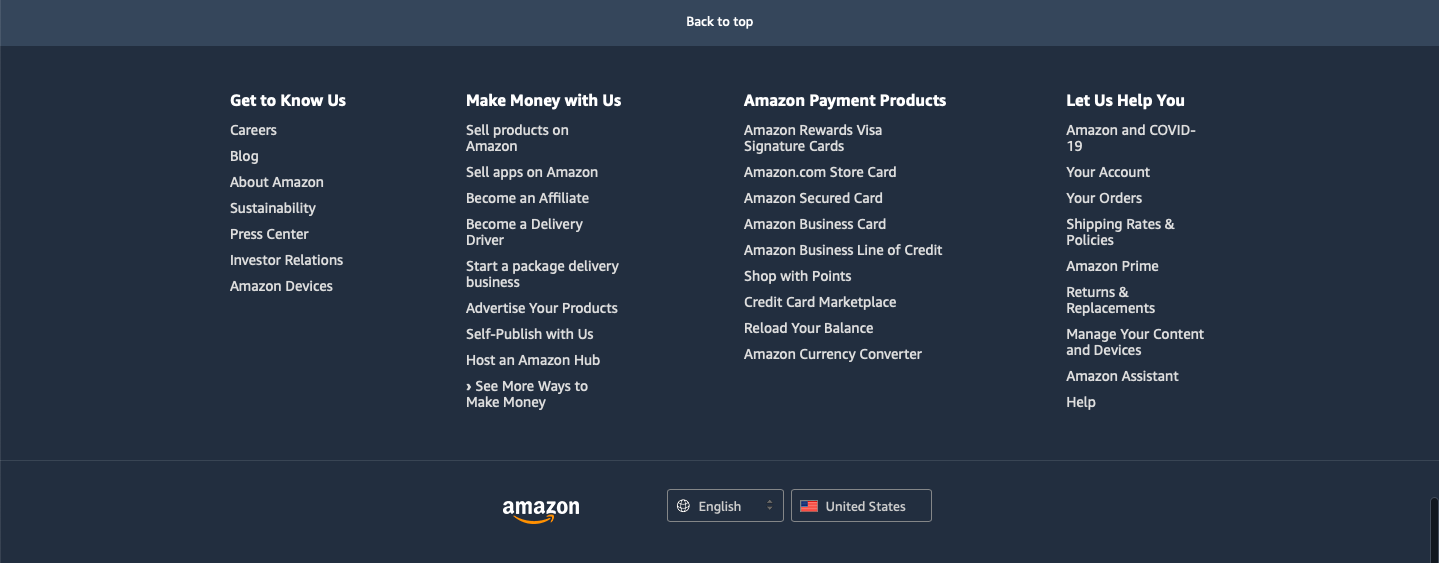 Back to top
Get to Know Us
Careers
Blog
About Amazon
Sustainability
Press Center
Investor Relations
Amazon Devices
Make Money with Us
Sell products on
Amazon
Sell apps on Amazon
Become an Affiliate
Become a Delivery
Driver
Start a package delivery
business
Advertise Your Products
Self-Publish with Us
Host an Amazon Hub
› See More Ways to
Make Money
Amazon Payment Products
Amazon Rewards Visa
Signature Cards
Amazon.com Store Card
Amazon Secured Card
Amazon Business Card
Amazon Business Line of Credit
Shop with Points
Credit Card Marketplace
Reload Your Balance
Amazon Currency Converter
Let Us Help You
Amazon and COVID-
19
Your Account
Your Orders
Shipping Rates &
Policies
Amazon Prime
Returns &
Replacements
Manage Your Content
and Devices
Amazon Assistant
Help
amazon
English
United States